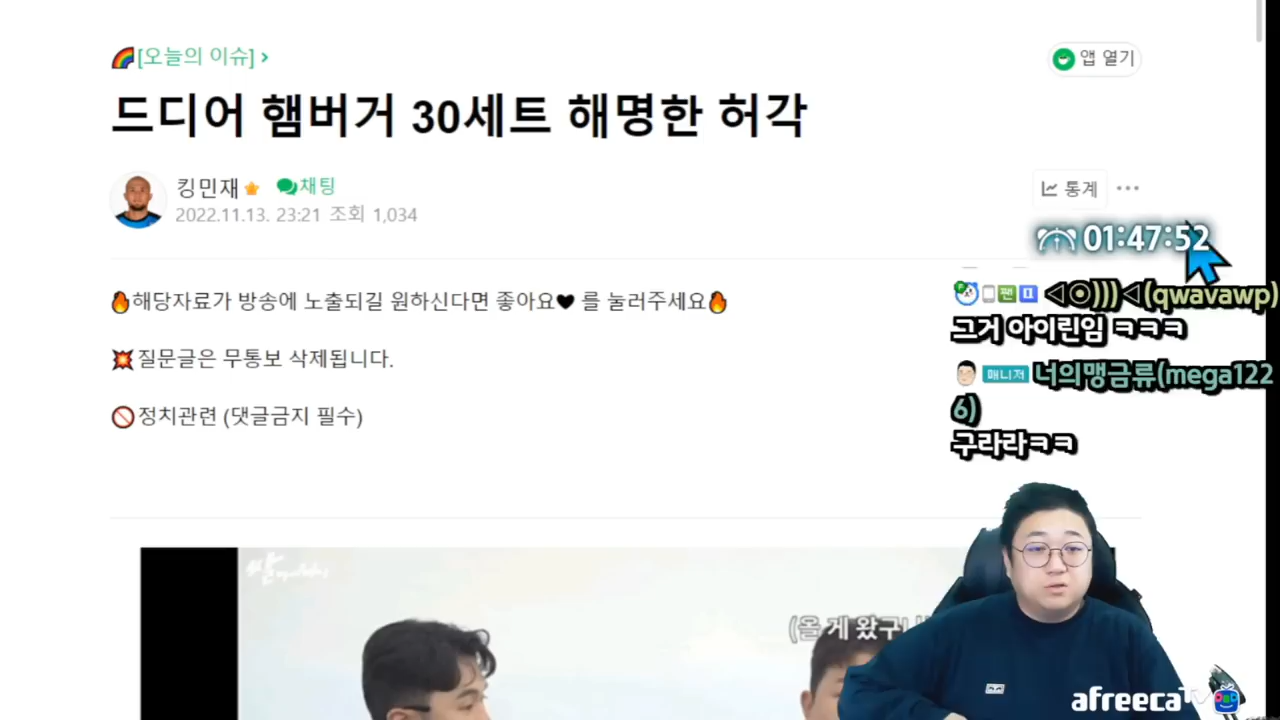 [오늘의 이슈] >
앱 열기
드디어 햄버거 30세트 해명한 허각
킹민재 채팅
2022.11.13. 23:21 조회 1,034
통계
01:47:52
해당자료가 방송에 노출되길 원하신다면 좋아요🖤 를 눌러주세요
질문글은 무통보 삭제됩니다.
정치관련 (댓글금지 필수)
팬 ◁⊙)))◁(qwavawp)
그거 아이린임 ㅋㅋㅋ
매니저 너의맹금류(mega122
6)
구라라ㅋㅋ
(올 게 왔구
afreecaTV